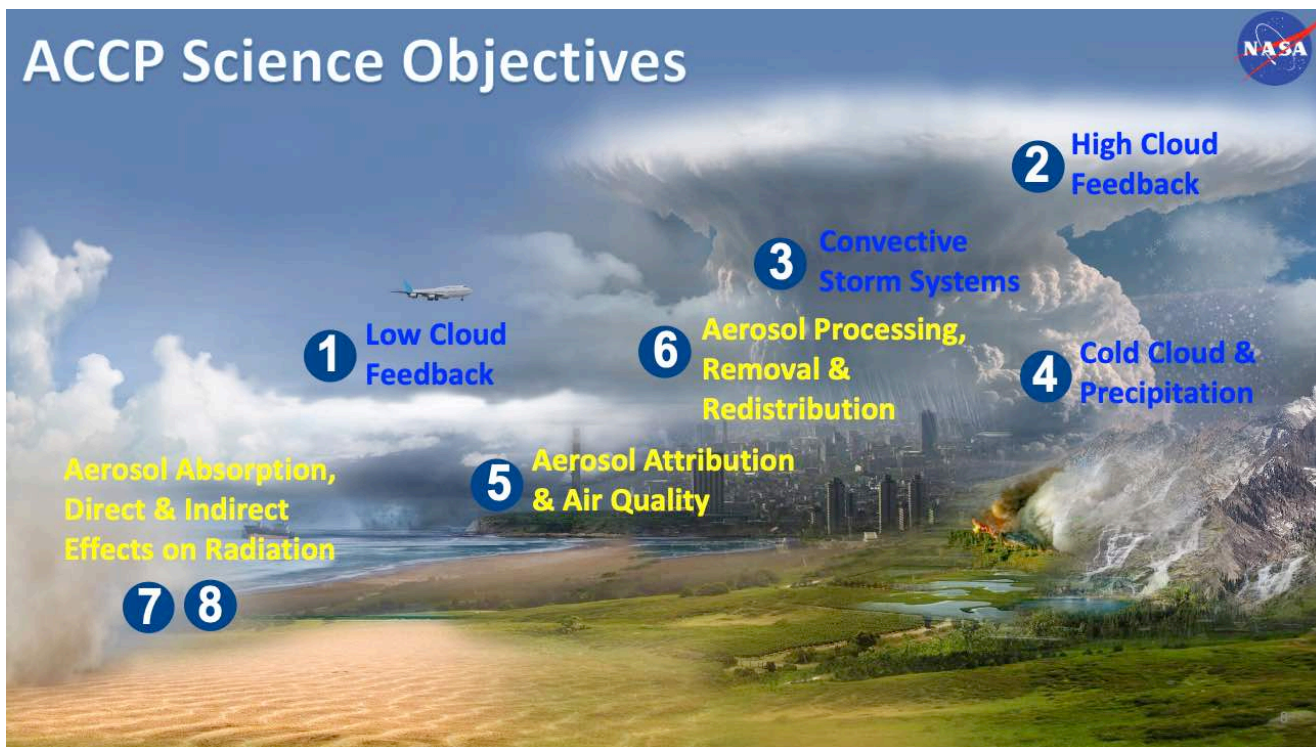 ACCP Science Objectives
NASA
2
High Cloud
Feedback
3
Convective
Storm Systems
1
Low Cloud
Feedback
6
Aerosol Processing,
Removal &
Redistribution
4
Cold Cloud &
Precipitation
5
Aerosol Attribution
& Air Quality
Aerosol Absorption,
Direct & Indirect
Effects on Radiation
7 8